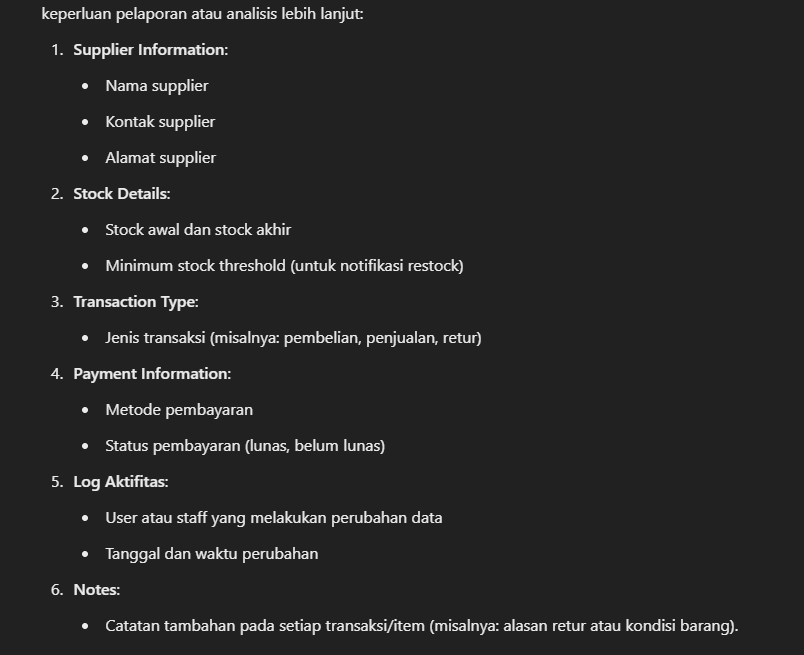 keperluan pelaporan atau analisis lebih lanjut:
1. Supplier Information:
• Nama supplier
• Kontak supplier
• Alamat supplier
2. Stock Details:
• Stock awal dan stock akhir
• Minimum stock threshold (untuk notifikasi restock)
3. Transaction Type:
• Jenis transaksi (misalnya: pembelian, penjualan, retur)
4. Payment Information:
• Metode pembayaran
• Status pembayaran (lunas, belum lunas)
5. Log Aktifitas:
• User atau staff yang melakukan perubahan data
• Tanggal dan waktu perubahan
6. Notes:
• Catatan tambahan pada setiap transaksi/item (misalnya: alasan retur atau kondisi barang).